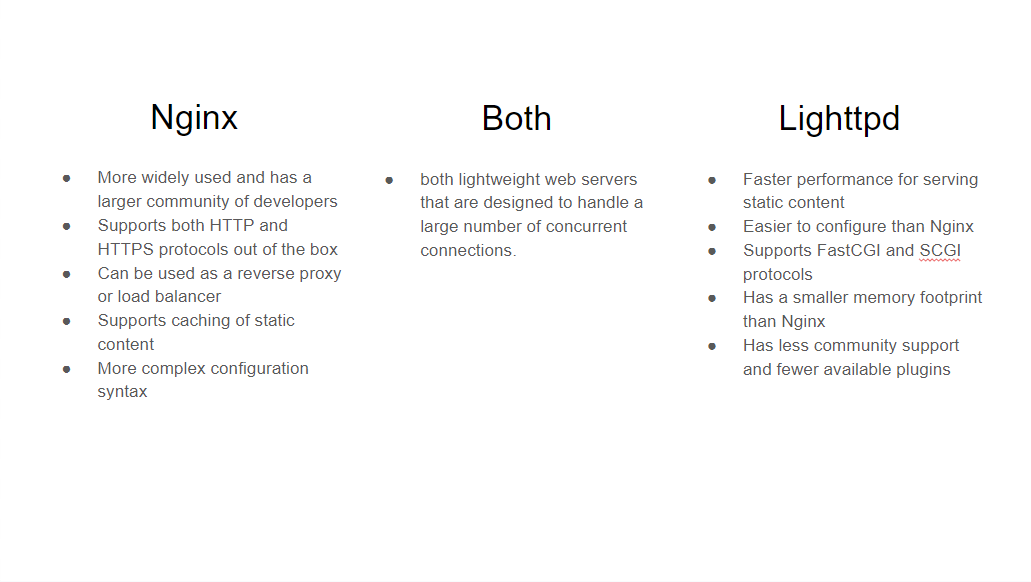 Nginx
● More widely used and has a
larger community of developers
● Supports both HTTP and
HTTPS protocols out of the box
● Can be used as a reverse proxy
or load balancer
● Supports caching of static
content
● More complex configuration
syntax
Both
● both lightweight web servers
that are designed to handle a
large number of concurrent
connections.
Lighttpd
● Faster performance for serving
static content
● Easier to configure than Nginx
● Supports FastCGI and SCGI
protocols
● Has a smaller memory footprint
than Nginx
● Has less community support
and fewer available plugins